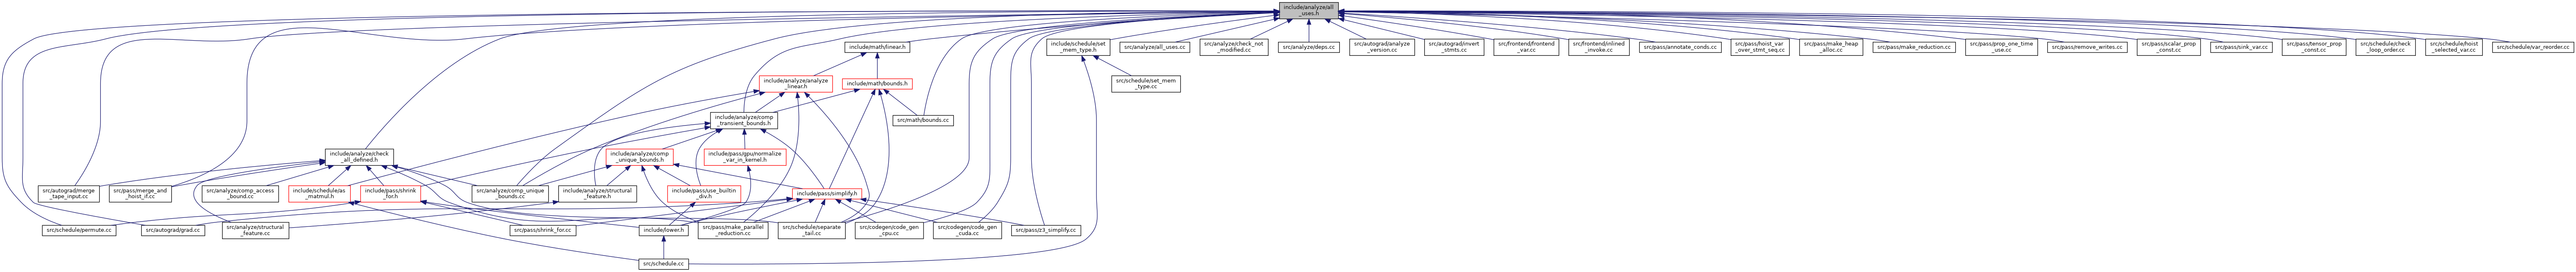 include/analyze/all
_uses.h
include/math/linear.h
include/schedule/set
_mem_type.h
src/analyze/all_uses.cc
src/analyze/check_not
_modified.cc
src/analyze/deps.cc
src/autograd/analyze
_version.cc
src/autograd/invert
_stmts.cc
src/frontend/frontend
_var.cc
src/frontend/inlined
_invoke.cc
src/pass/annotate_conds.cc
src/pass/hoist_var
_over_stmt_seq.cc
src/pass/make_heap
_alloc.cc
src/pass/make_reduction.cc
src/pass/prop_one_time
_use.cc
src/pass/remove_writes.cc
src/pass/scalar_prop
_const.cc
src/pass/sink_var.cc
src/pass/tensor_prop
_const.cc
src/schedule/check
_loop_order.cc
src/schedule/hoist
_selected_var.cc
src/schedule/var_reorder.cc
include/analyze/analyze
_linear.h
include/math/bounds.h
src/schedule/set_mem
_type.cc
include/analyze/comp
_transient_bounds.h
src/math/bounds.cc
include/analyze/check
_all_defined.h
include/analyze/comp
_unique_bounds.h
include/pass/gpu/normalize
_var_in_kernel.h
src/autograd/merge
_tape_input.cc
src/pass/merge_and
_hoist_if.cc
src/analyze/comp_access
_bound.cc
include/schedule/as
_matmul.h
include/pass/shrink
_for.h
src/analyze/comp_unique
_bounds.cc
include/analyze/structural
_feature.h
include/pass/use_builtin
_div.h
include/pass/simplify.h
src/schedule/permute.cc
src/autograd/grad.cc
src/analyze/structural
_feature.cc
src/pass/shrink_for.cc
include/lower.h
src/pass/make_parallel
_reduction.cc
src/schedule/separate
_tail.cc
src/codegen/code_gen
_cpu.cc
src/codegen/code_gen
_cuda.cc
src/pass/z3_simplify.cc
src/schedule.cc